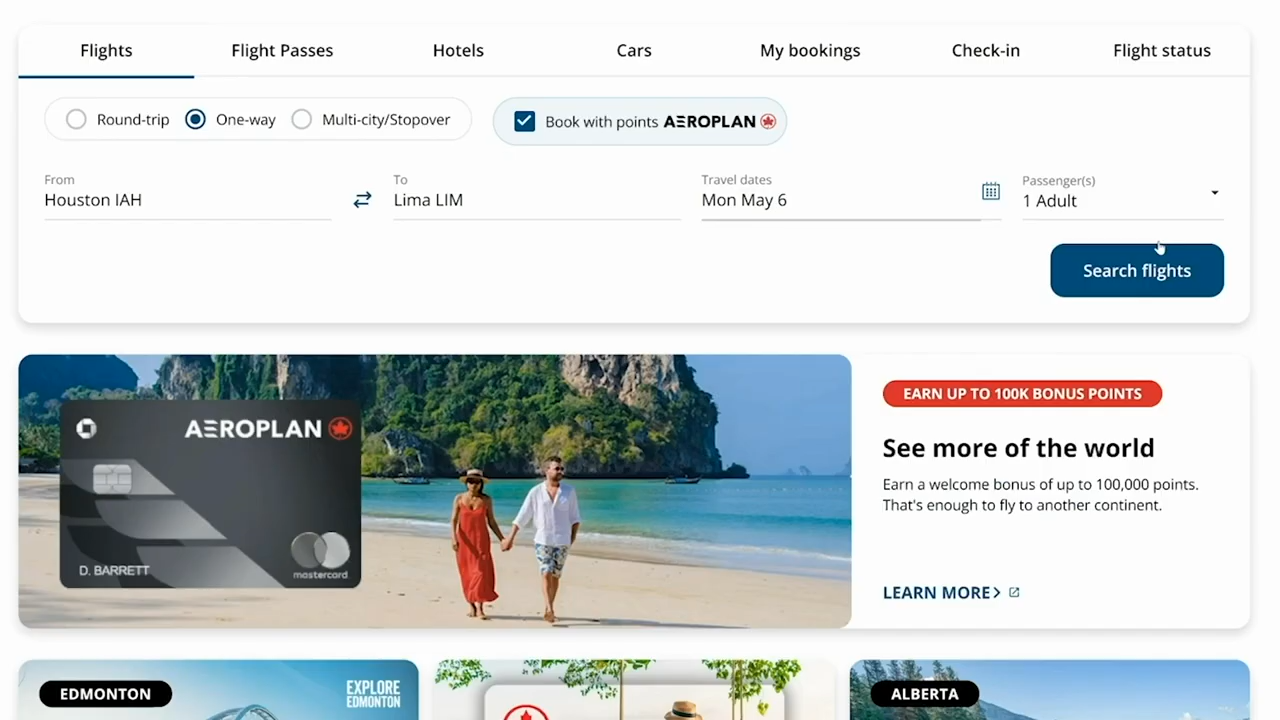 Flights Flight Passes Hotels Cars My bookings Check-in Flight status
Round-trip One-way Multi-city/Stopover Book with points AEROPLAN
From To Travel dates Passenger(s)
Houston IAH Lima LIM Mon May 6 1 Adult
Search flights
AEROPLAN
D. BARRETT
mastercard
EARN UP TO 100K BONUS POINTS
See more of the world
Earn a welcome bonus of up to 100,000 points.
That's enough to fly to another continent.
LEARN MORE
EDMONTON
EXPLORE
EDMONTON
ALBERTA